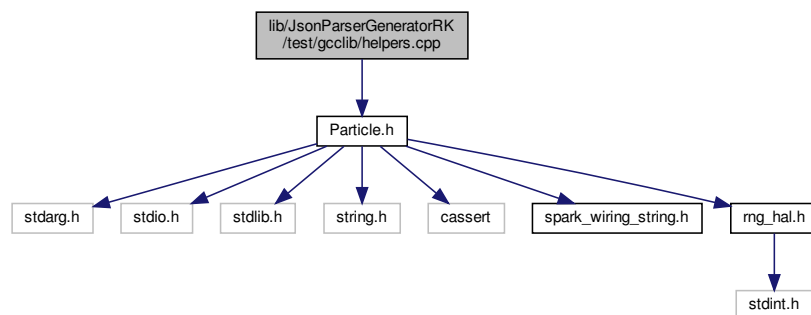 lib/JsonParserGeneratorRK
/test/gcclib/helpers.cpp
Particle.h
stdarg.h
stdio.h
stdlib.h
string.h
cassert
spark_wiring_string.h
rng_hal.h
stdint.h